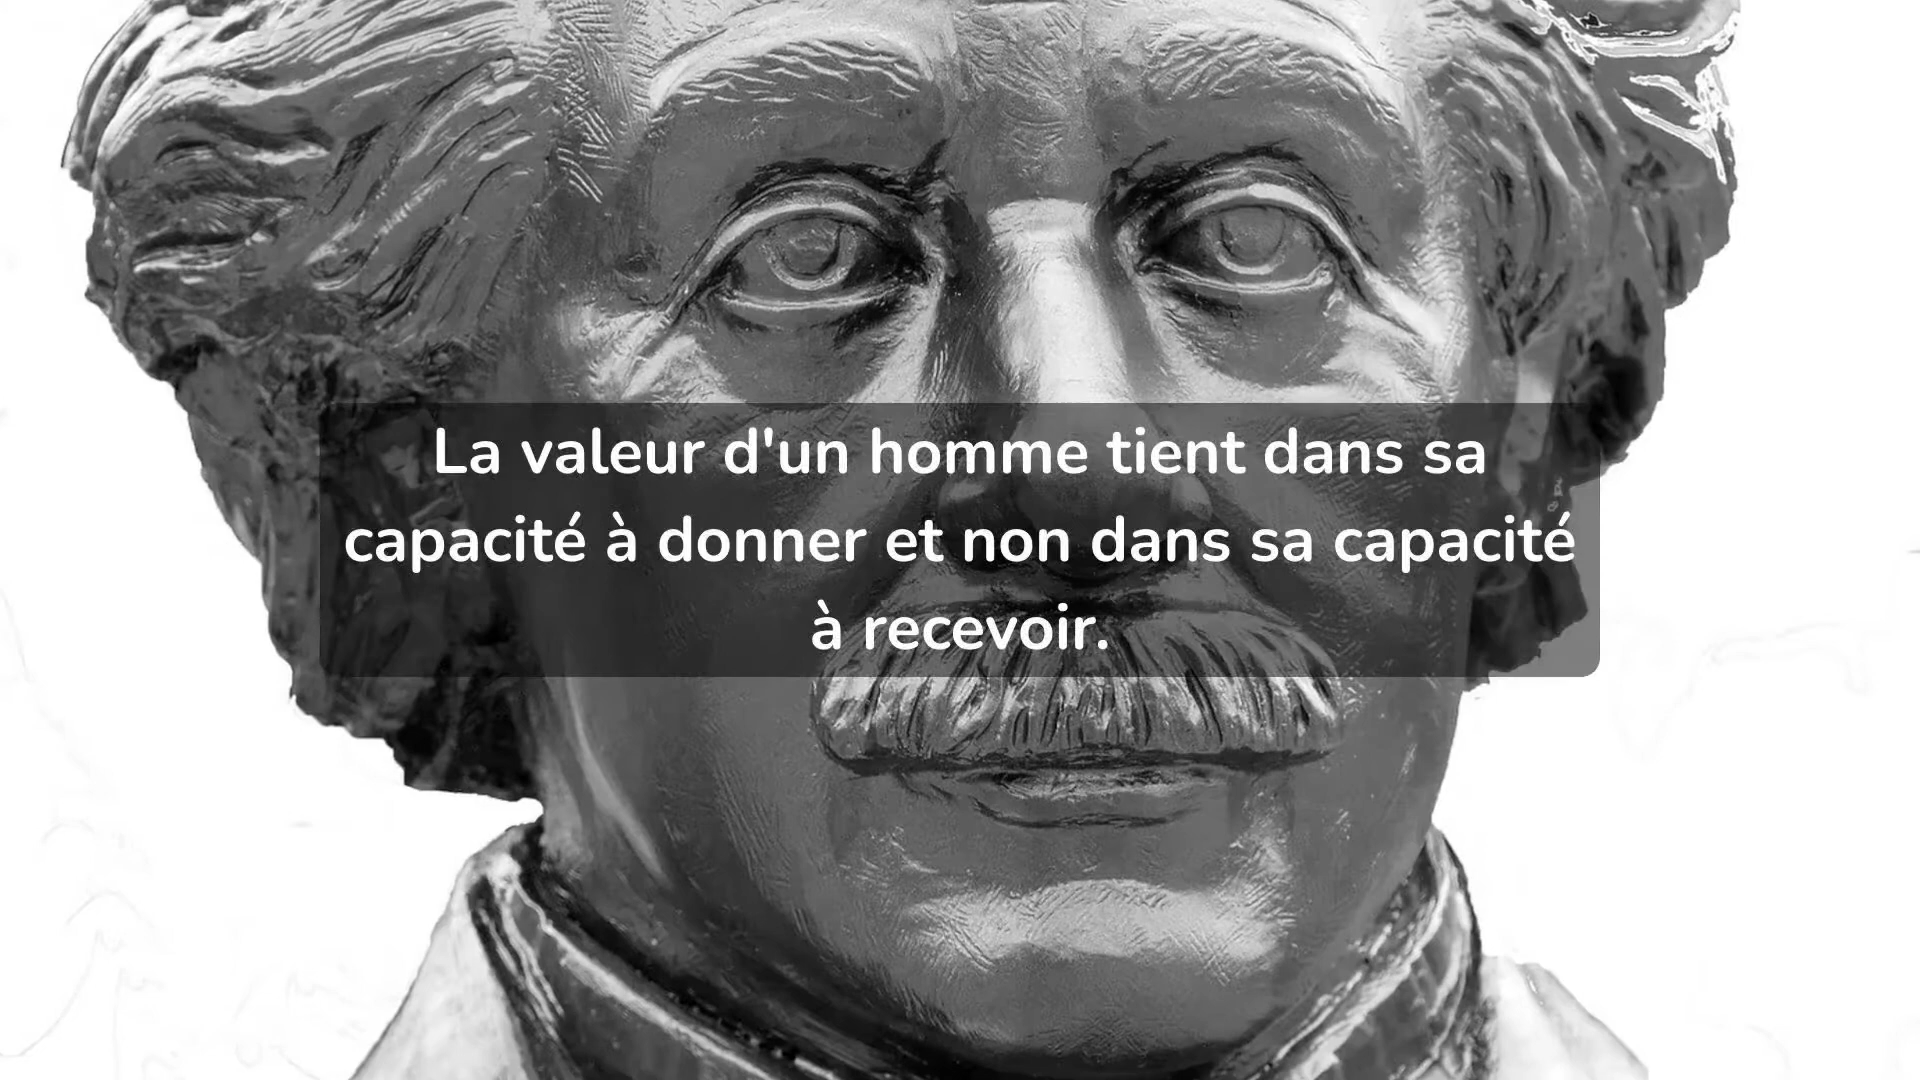 La valeur d'un homme tient dans sa
capacité à donner et non dans sa capacité
à recevoir.